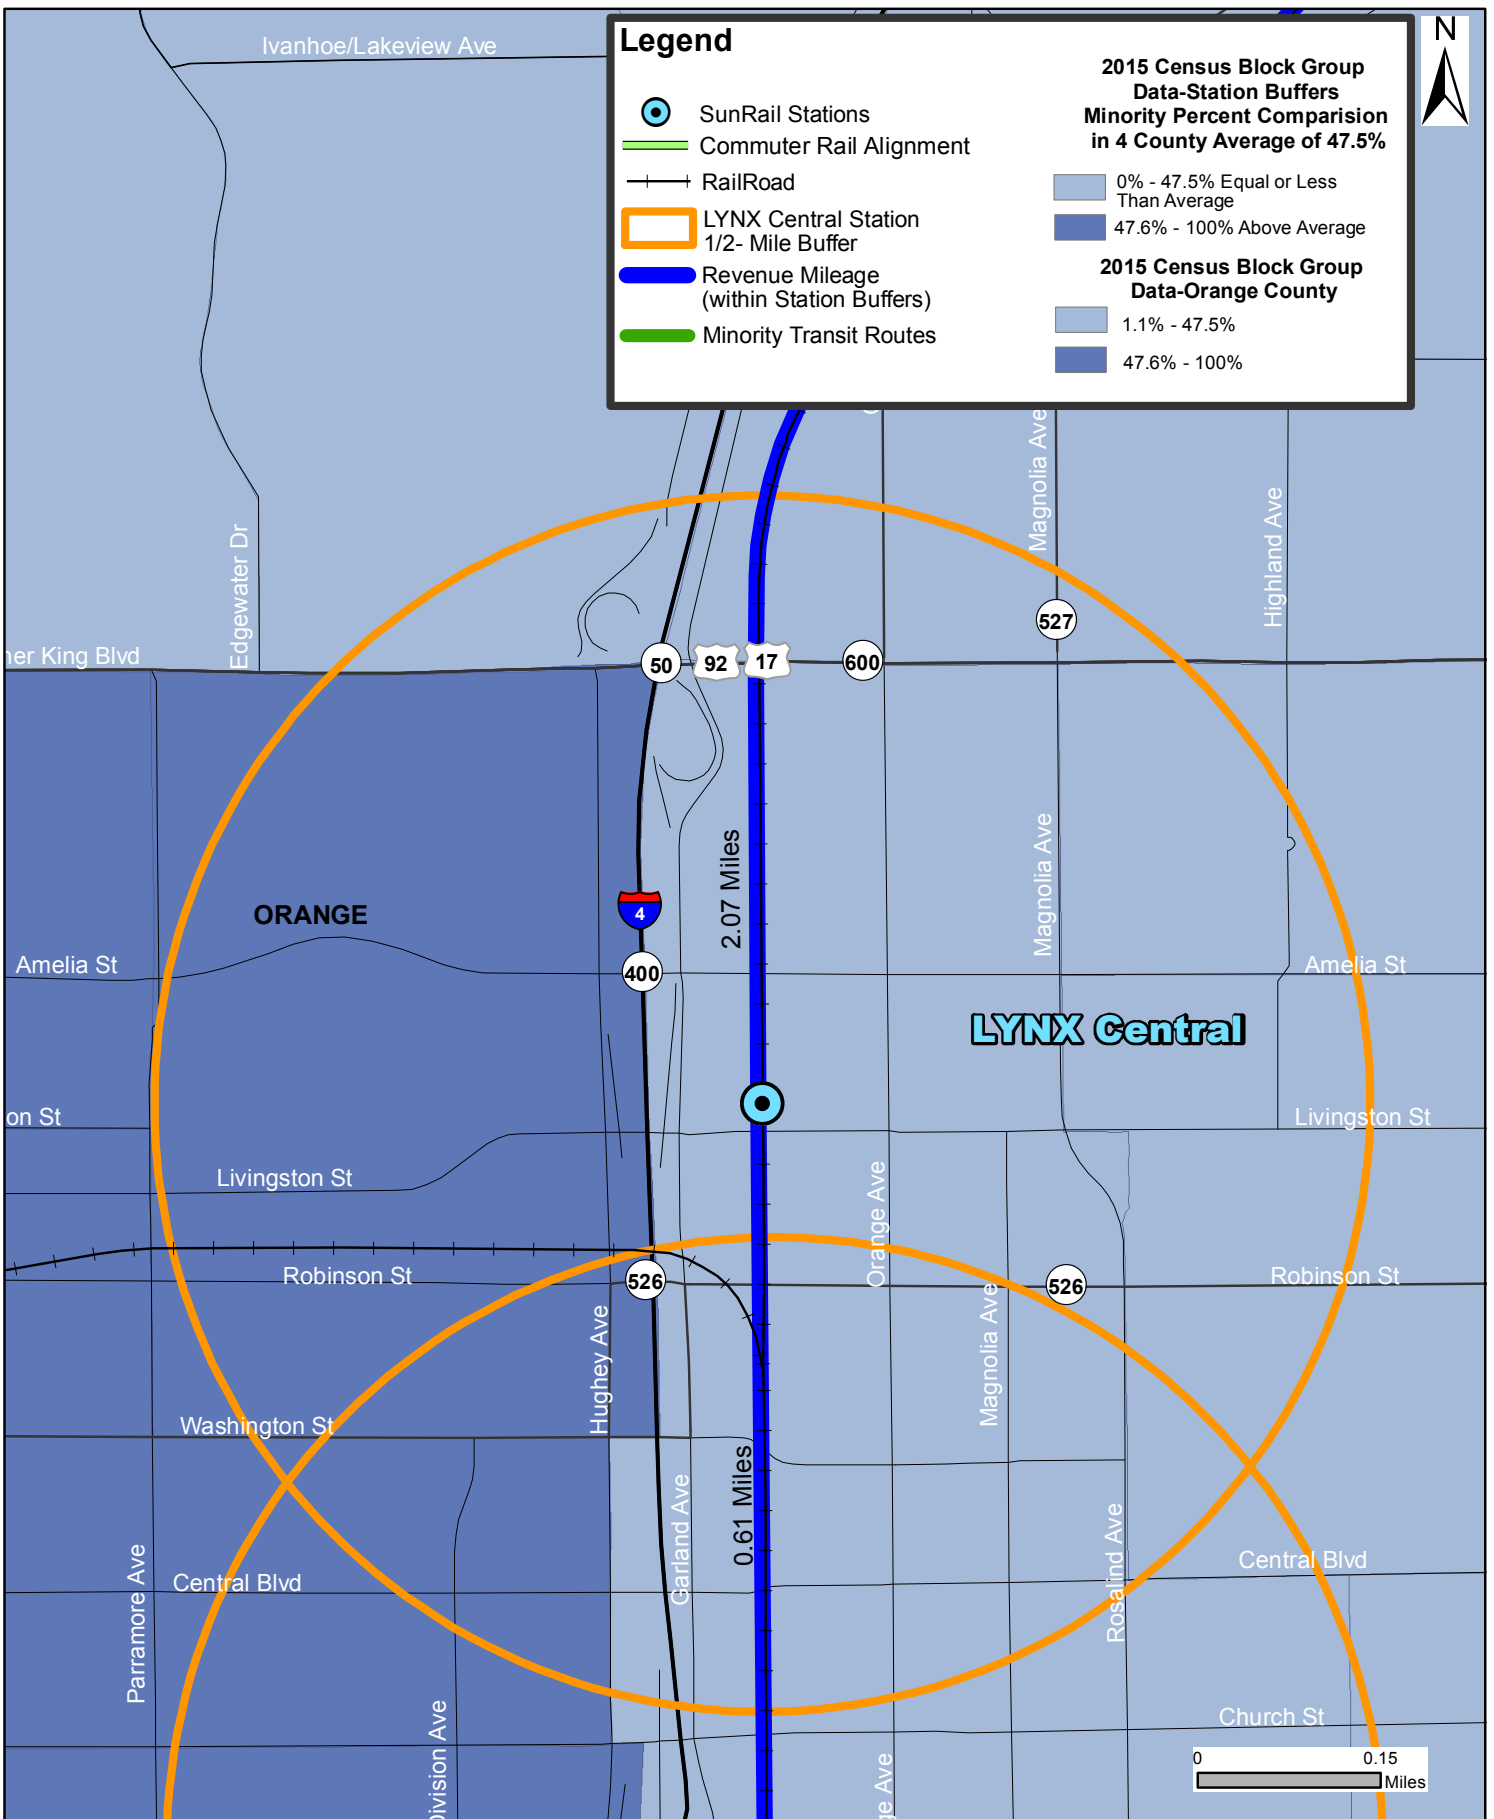 Ivanhoe/Lakeview Ave
Legend
SunRail Stations
Commuter Rail Alignment
RailRoad
LYNX Central Station
1/2- Mile Buffer
Revenue Mileage
(within Station Buffers)
Minority Transit Routes
2015 Census Block Group
Data-Station Buffers
Minority Percent Comparision
in 4 County Average of 47.5%
0% - 47.5% Equal or Less
Than Average
47.6% - 100% Above Average
2015 Census Block Group
Data-Orange County
1.1% - 47.5%
47.6% - 100%
N
Magnolia Ave
Highland Ave
Edgewater Dr
527
ner King Blvd
50
92
17
600
2.07 Miles
Magnolia Ave
4
ORANGE
Amelia St
400
Amelia St
LYNX Central
on St
Livingston St
Livingston St
Orange Ave
Robinson St
526
526
Robinson St
Hughey Ave
Magnolia Ave
Washington St
0.61 Miles
Garland Ave
Rosalind Ave
Central Blvd
Central Blvd
Parramore Ave
Division Ave
Church St
ge Ave
0 0.15
Miles